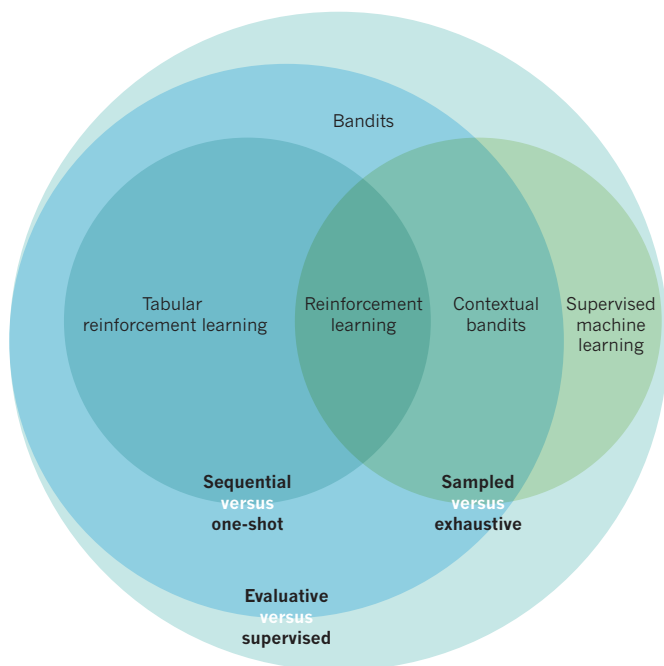 Bandits
Tabular
reinforcement learning
Reinforcement
learning
Contextual
bandits
Supervised
machine
learning
Sequential
versus
one-shot
Sampled
versus
exhaustive
Evaluative
versus
supervised